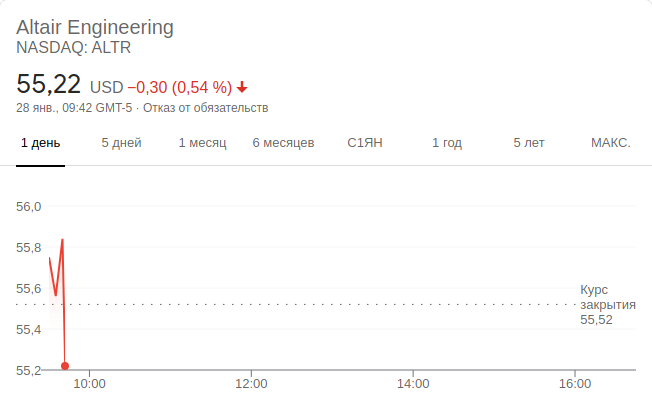 Altair Engineering
NASDAQ: ALTR
55,22 USD −0,30 (0,54 %)
28 янв., 09:42 GMT-5 · Отказ от обязательств
1 день 5 дней 1 месяц 6 месяцев С1ЯН 1 год 5 лет МАКС.
56,0
55,8
55,6
55,4
55,2
Курс
закрытия
55,52
10:00 12:00 14:00 16:00